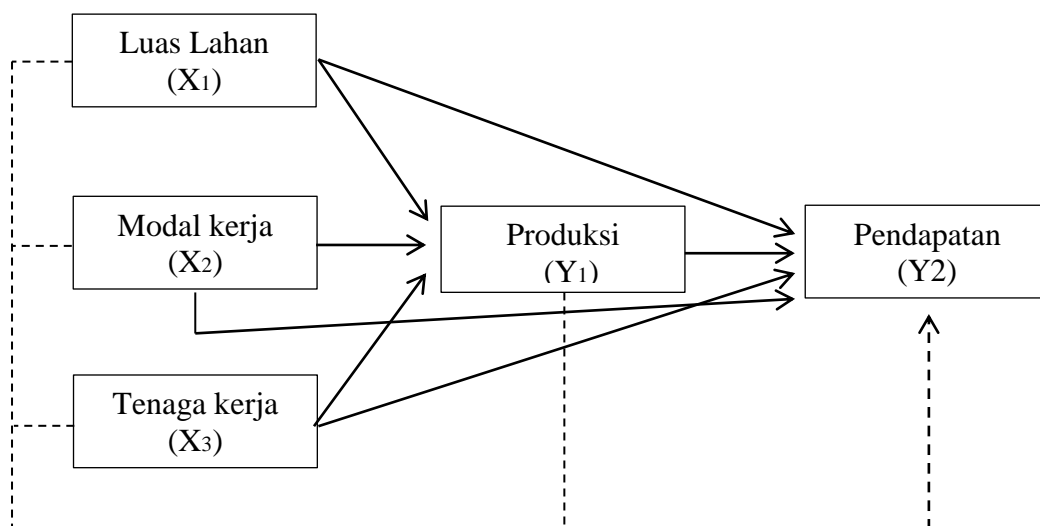 Luas Lahan
(X1)
Modal kerja
(X2)
Produksi
(Y1)
Pendapatan
(Y2)
Tenaga kerja
(X3)